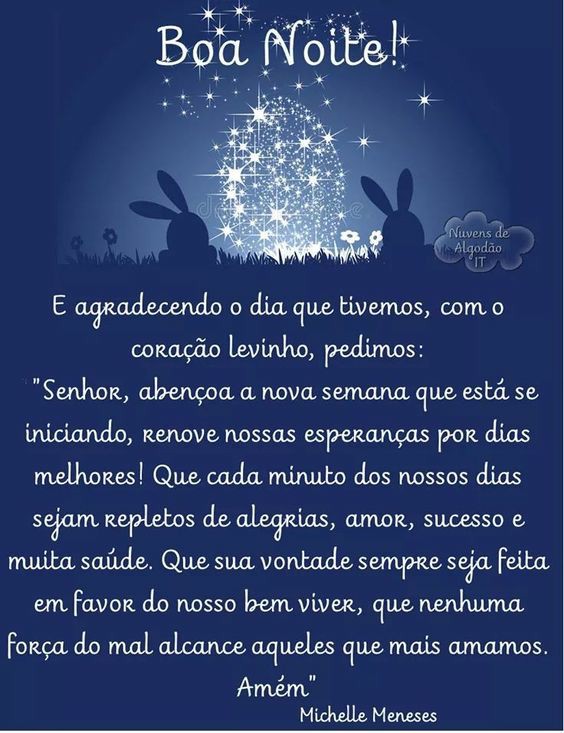 Boa Noite!
Nuvens de
Algodão
IT
E agradecendo o dia que tivemos, com o
coração levinho, pedimos:
"Senhor, abençoa a nova semana que está se
iniciando, renove nossas esperanças por dias
melhores! Que cada minuto dos nossos dias
sejam repletos de alegrias, amor, sucesso e
muita saúde. Que sua vontade sempre seja feita
em favor do nosso bem viver, que nenhuma
força do mal alcance aqueles que mais amamos.
Amém"
Michelle Meneses